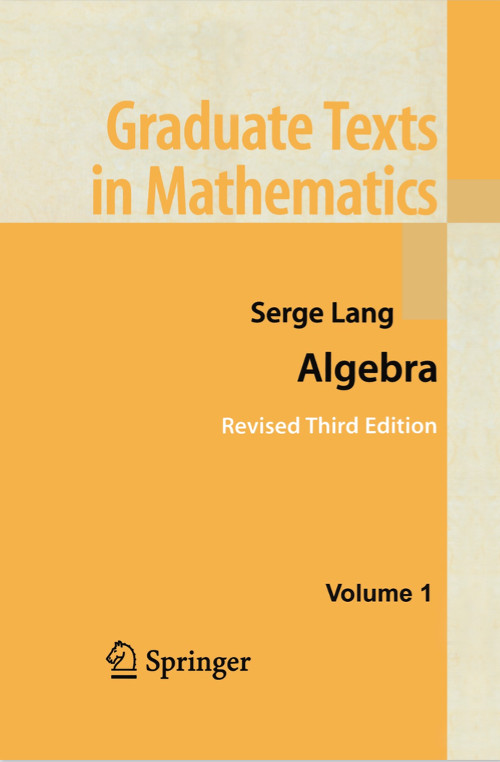 Graduate Texts
in Mathematics
Serge Lang
Algebra
Revised Third Edition
Volume 1
Springer